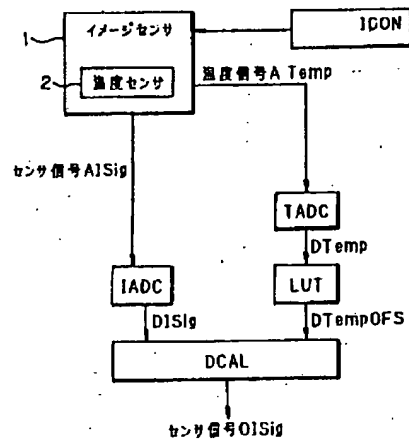 1
イメージセンサ
ICON
2
温度センサ
温度信号A Temp
センサ信号AISig
TADC
DTemp
IADC
LUT
DISig
DTempOFS
DCAL
センサ信号OISig